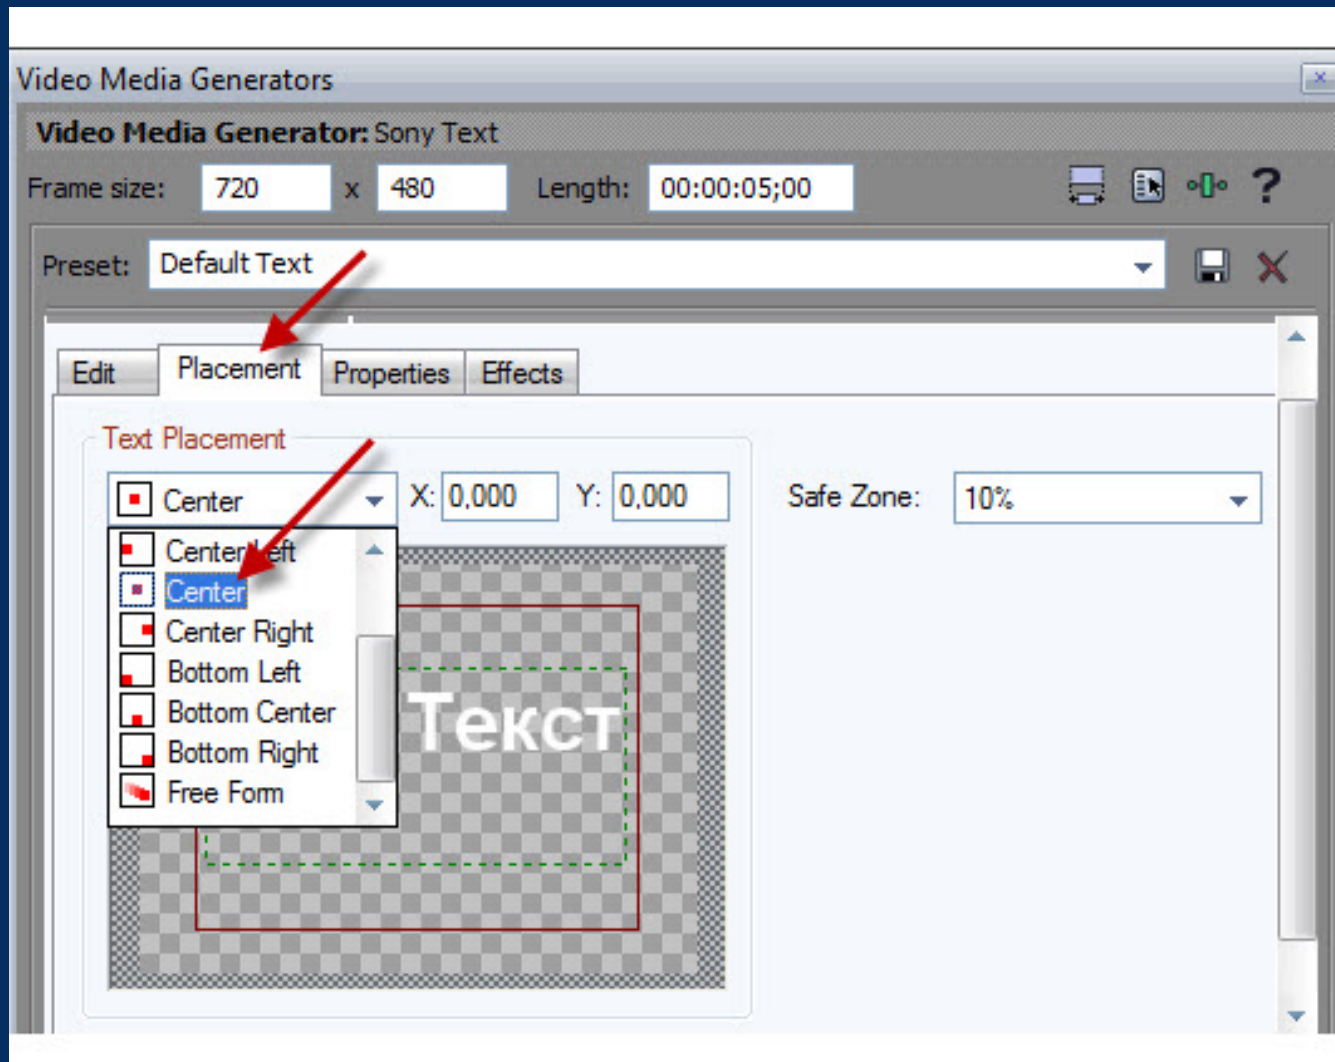 Video Media Generators
Video Media Generator: Sony Text
Frame size: 720 x 480 Length: 00:00:05;00 ?
Preset: Default Text
Edit Placement Properties Effects
Text Placement
Center X: 0,000 Y: 0,000 Safe Zone: 10%
Center Left
Center
Center Right
Bottom Left
Bottom Center
Bottom Right
Free Form
Текст